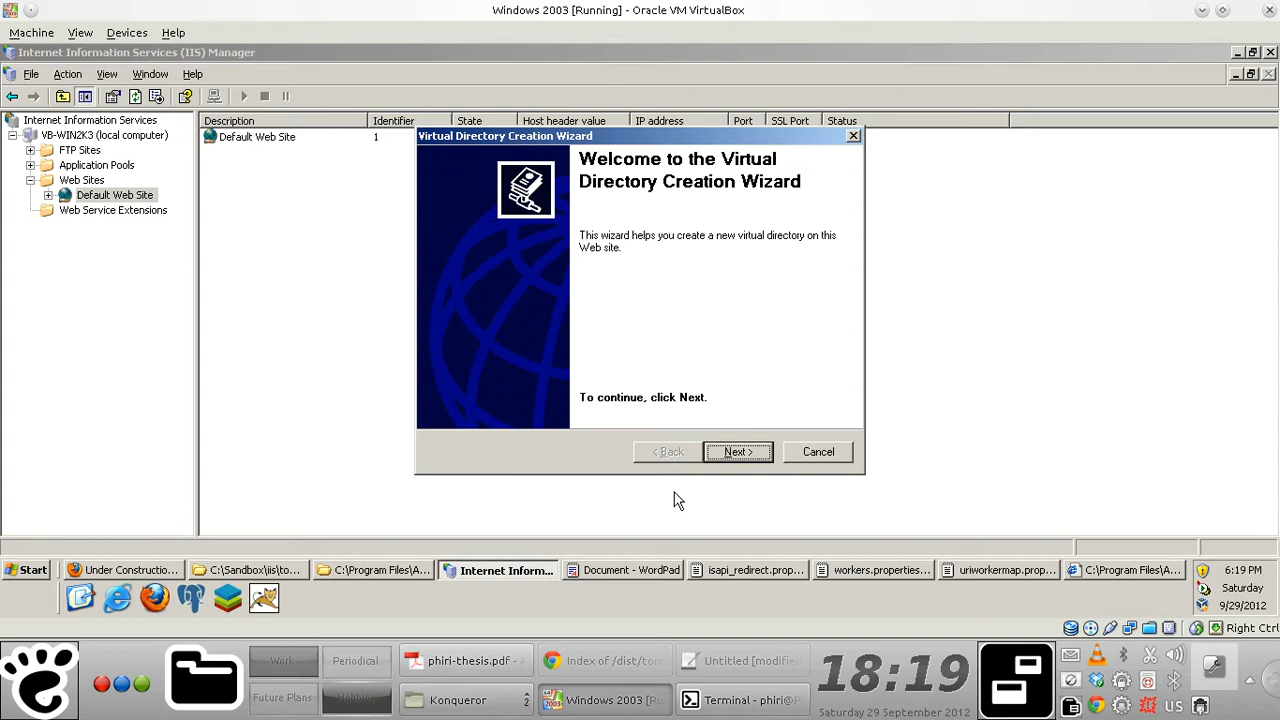 Windows 2003 [Running] - Oracle VM VirtualBox
Machine View Devices Help
Internet Information Services (IIS) Manager
File Action View Window Help
Internet Information Services
VB-WIN2K3 (local computer)
FTP Sites
Application Pools
Web Sites
Default Web Site
Web Service Extensions
Description Identifier State Host header value IP address Port SSL Port Status
Default Web Site 1
Virtual Directory Creation Wizard
Welcome to the Virtual
Directory Creation Wizard
This wizard helps you create a new virtual directory on this
Web site.
To continue, click Next.
< Back Next > Cancel
Start Under Constructio... C:\Sandbox\iis\to... C:\Program Files\A... Internet Inform... Document - WordPad isapi_redirect.prop... workers.properties... uriworkermap.prop... C:\Program Files\A... 6:19 PM
Saturday
9/29/2012
Right Ctrl
Work Periodical phiri-thesis.pdf - Index of /dist/tom Untitled [modified
Future Plans Hobbies Konqueror 2 Windows 2003 [Ru Terminal - phiri@P
18:19
Saturday 29 September 2012
US